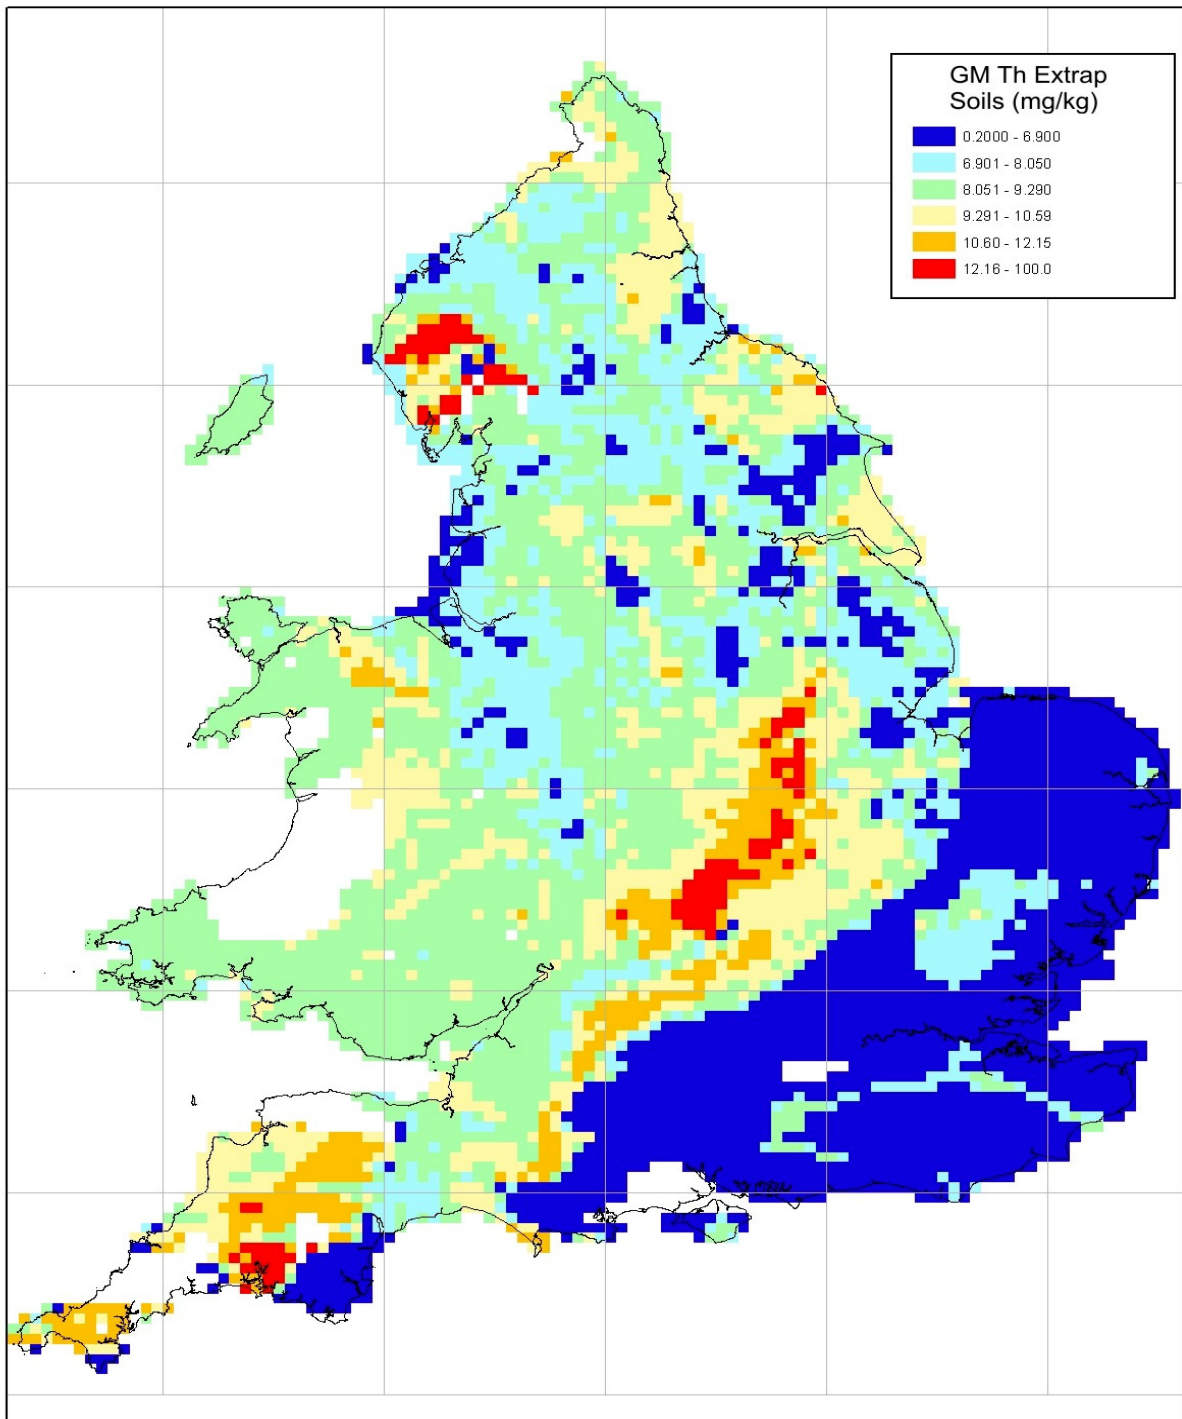 GM Th Extrap
Soils (mg/kg)
0.2000 - 6.900
6.901 - 8.050
8.051 - 9.290
9.291 - 10.59
10.60 - 12.15
12.16 - 100.0